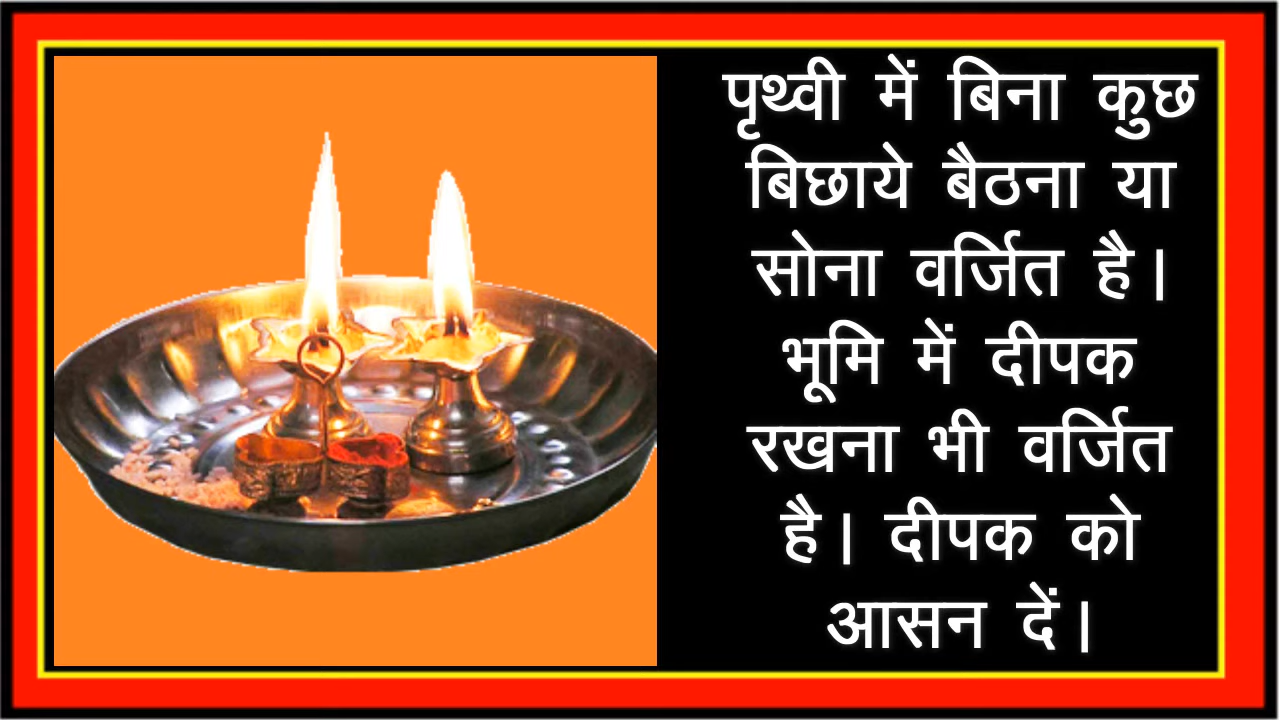 पृथ्वी में बिना कुछ
बिछाये बैठना या
सोना वर्जित है।
भूमि में दीपक
रखना भी वर्जित
है। दीपक को
आसन दें।